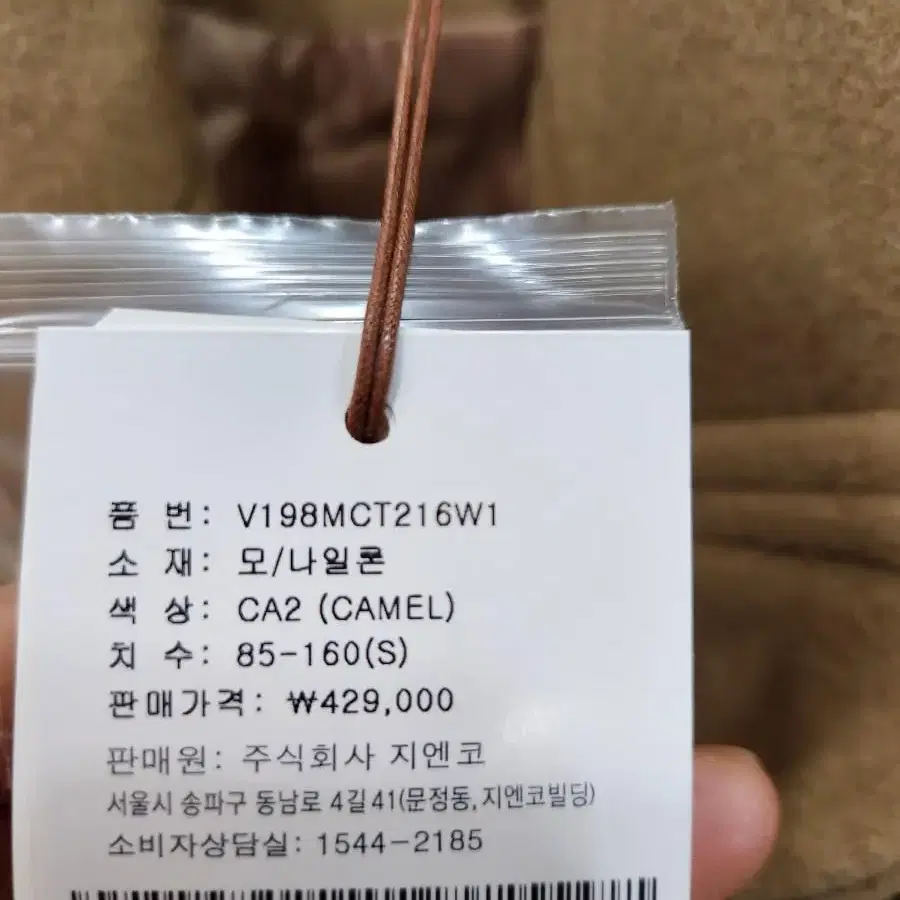 품 번: V198MCT216W1
소 재: 모/나일론
색 상: CA2 (CAMEL)
치 수: 85-160(S)
판매가격: ₩429,000
판매원: 주식회사 지엔코
서울시 송파구 동남로 4길 41(문정동, 지엔코빌딩)
소비자상담실: 1544-2185